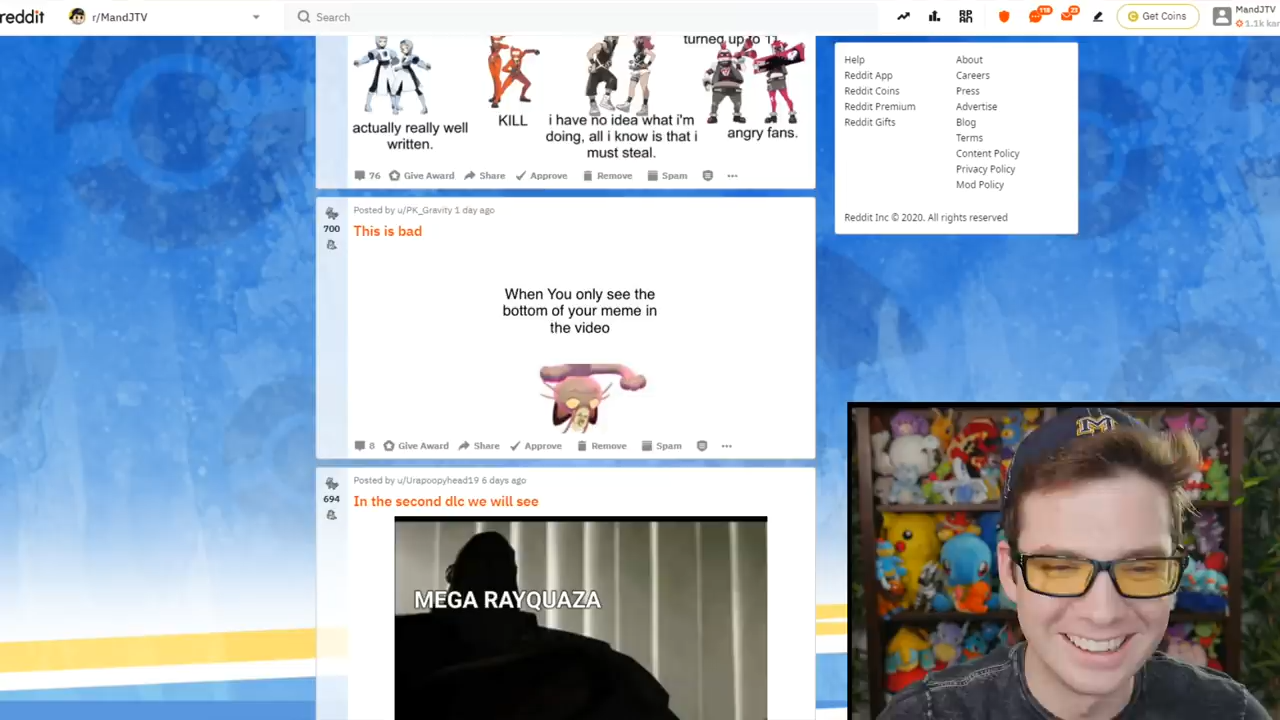 reddit
r/MandJTV
Search
119
23
Get Coins
MandJTV
1.1k kar
turned up to 11
actually really well
written.
KILL
i have no idea what i'm
doing, all i know is that i
must steal.
angry fans.
76
Give Award
Share
Approve
Remove
Spam
Posted by u/PK_Gravity 1 day ago
700
This is bad
When You only see the
bottom of your meme in
the video
8
Give Award
Share
Approve
Remove
Spam
Posted by u/Urapoopyhead19 6 days ago
694
In the second dlc we will see
MEGA RAYQUAZA
Help
About
Reddit App
Careers
Reddit Coins
Press
Reddit Premium
Advertise
Reddit Gifts
Blog
Terms
Content Policy
Privacy Policy
Mod Policy
Reddit Inc © 2020. All rights reserved
M